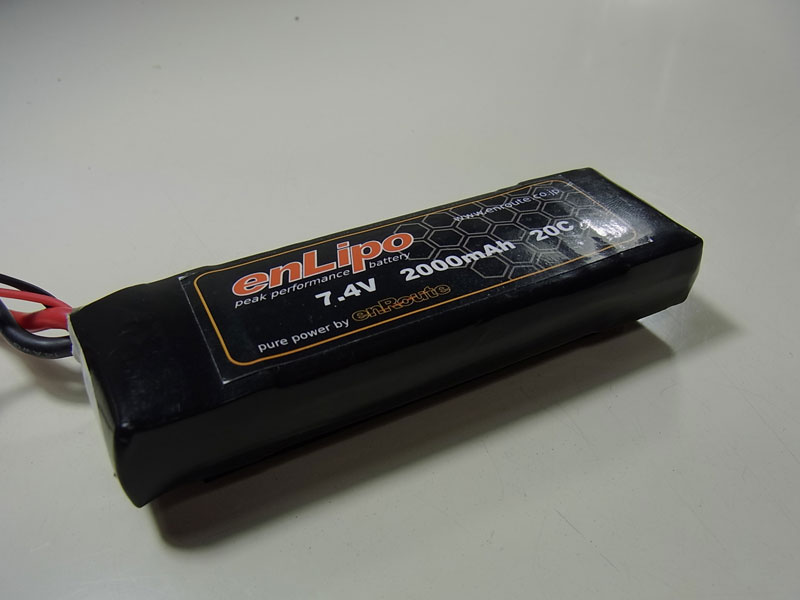 www.enroute.co.jp
enLipo
peak performance battery
7.4V 2000mAh 20C
pure power by enRoute